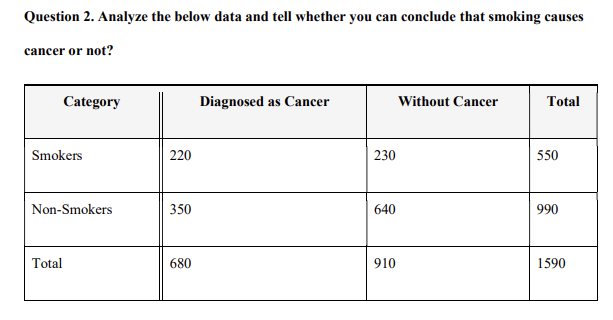 Question 2. Analyze the below data and tell whether you can conclude that smoking causes
cancer or not?
Category Diagnosed as Cancer Without Cancer Total
Smokers 220 230 550
Non-Smokers 350 640 990
Total 680 910 1590